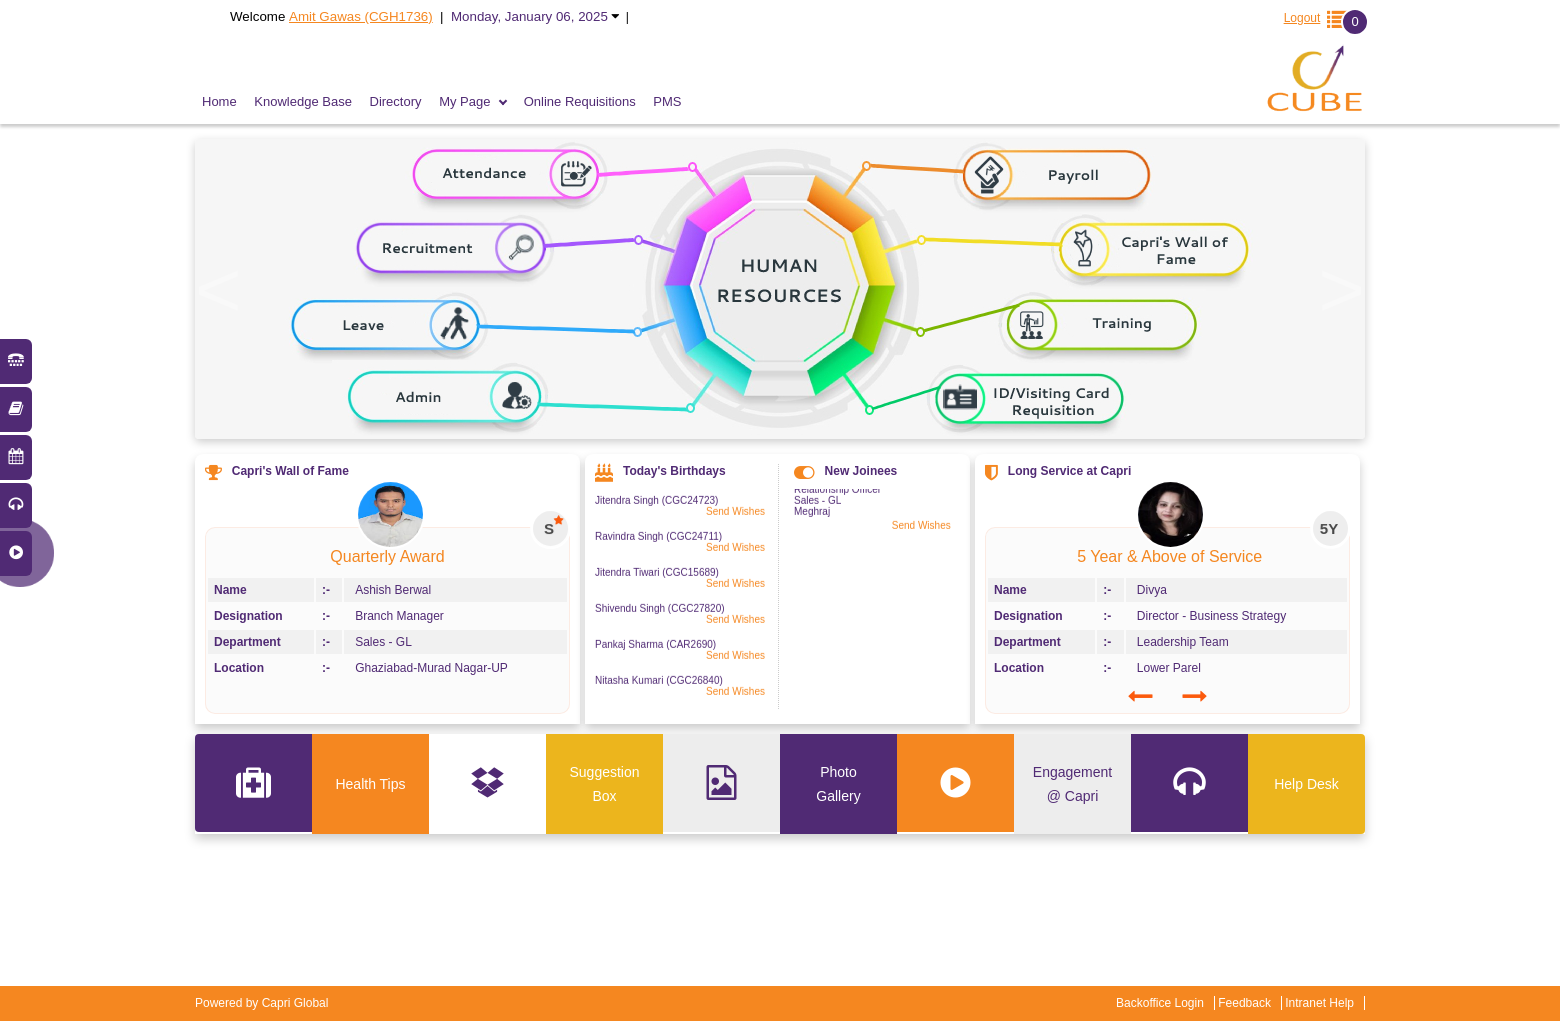 Welcome Amit Gawas (CGH1736) | Monday, January 06, 2025 |
Logout 0
CUBE
Home Knowledge Base Directory My Page Online Requisitions PMS
Attendance
Recruitment
Leave
Admin
HUMAN
RESOURCES
Payroll
Capri's Wall of
Fame
Training
ID/Visiting Card
Requisition
< >
Capri's Wall of Fame
S
Quarterly Award
Name :- Ashish Berwal
Designation :- Branch Manager
Department :- Sales - GL
Location :- Ghaziabad-Murad Nagar-UP
Today's Birthdays
Jitendra Singh (CGC24723)
Send Wishes
Ravindra Singh (CGC24711)
Send Wishes
Jitendra Tiwari (CGC15689)
Send Wishes
Shivendu Singh (CGC27820)
Send Wishes
Pankaj Sharma (CAR2690)
Send Wishes
Nitasha Kumari (CGC26840)
Send Wishes
New Joinees
Relationship Officer
Sales - GL
Meghraj
Send Wishes
Long Service at Capri
5Y
5 Year & Above of Service
Name :- Divya
Designation :- Director - Business Strategy
Department :- Leadership Team
Location :- Lower Parel
Health Tips
Suggestion
Box
Photo
Gallery
Engagement
@ Capri
Help Desk
Powered by Capri Global
Backoffice Login | Feedback | Intranet Help |